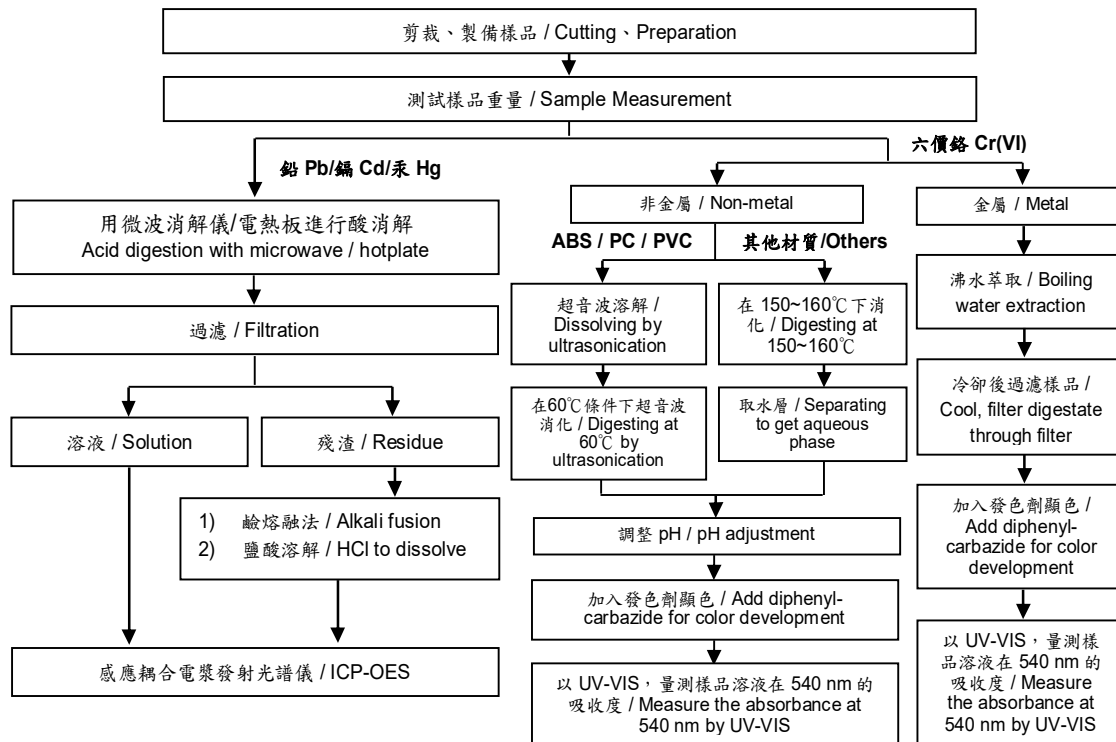 剪裁、製備樣品 / Cutting、Preparation
測試樣品重量 / Sample Measurement
鉛 Pb/鎘 Cd/汞 Hg
六價鉻 Cr(VI)
用微波消解儀/電熱板進行酸消解
Acid digestion with microwave / hotplate
過濾 / Filtration
溶液 / Solution
殘渣 / Residue
1) 鹼熔融法 / Alkali fusion
2) 鹽酸溶解 / HCl to dissolve
感應耦合電漿發射光譜儀 / ICP-OES
非金屬 / Non-metal
ABS / PC / PVC
其他材質/Others
超音波溶解 /
Dissolving by
ultrasonication
在 150~160℃下消
化 / Digesting at
150~160℃
在60℃條件下超音波
消化 / Digesting at
60℃ by
ultrasonication
取水層 / Separating
to get aqueous
phase
調整 pH / pH adjustment
加入發色劑顯色 / Add diphenyl-
carbazide for color development
以 UV-VIS，量測樣品溶液在 540 nm 的
吸收度 / Measure the absorbance at
540 nm by UV-VIS
金屬 / Metal
沸水萃取 / Boiling
water extraction
冷卻後過濾樣品 /
Cool, filter digestate
through filter
加入發色劑顯色 /
Add diphenyl-
carbazide for color
development
以 UV-VIS，量測樣
品溶液在 540 nm 的
吸收度 / Measure
the absorbance at
540 nm by UV-VIS